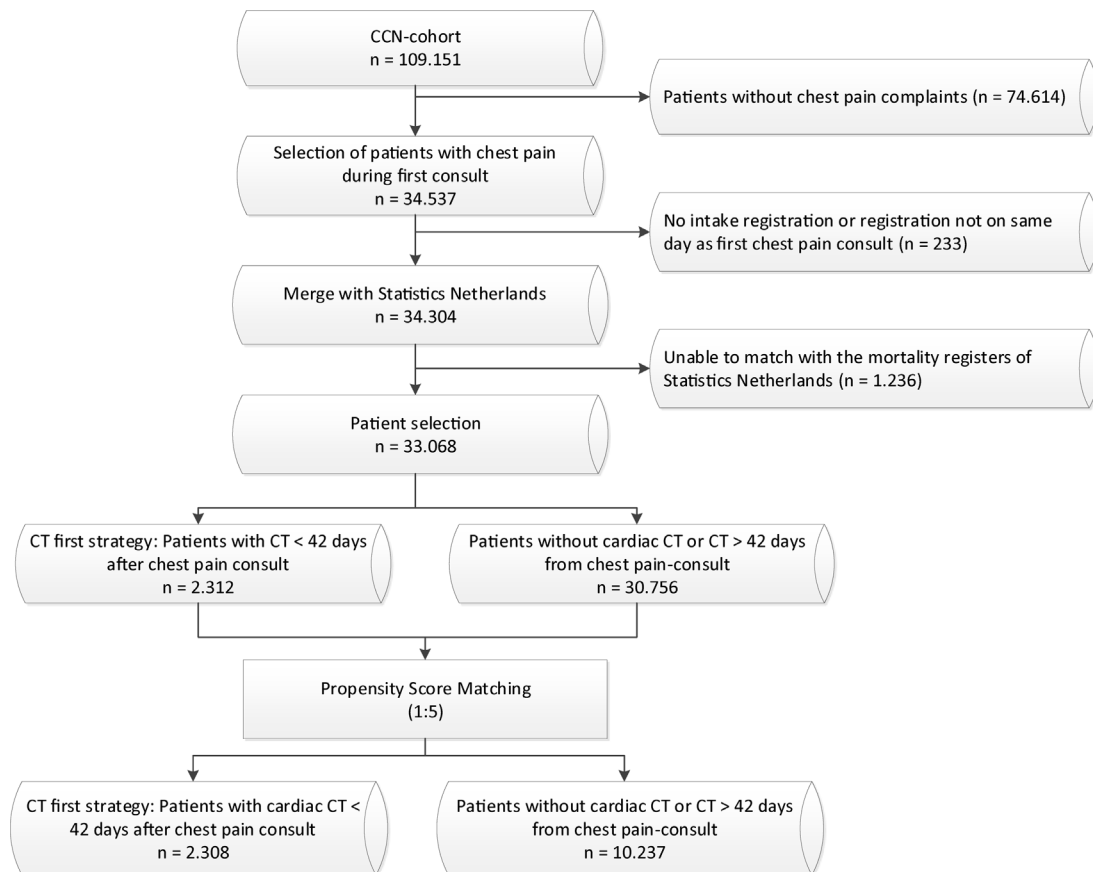 CCN-cohort
n = 109.151
Patients without chest pain complaints (n = 74.614)
Selection of patients with chest pain
during first consult
n = 34.537
No intake registration or registration not on same
day as first chest pain consult (n = 233)
Merge with Statistics Netherlands
n = 34.304
Unable to match with the mortality registers of
Statistics Netherlands (n = 1.236)
Patient selection
n = 33.068
CT first strategy: Patients with CT < 42 days
after chest pain consult
n = 2.312
Patients without cardiac CT or CT > 42 days
from chest pain-consult
n = 30.756
Propensity Score Matching
(1:5)
CT first strategy: Patients with cardiac CT <
42 days after chest pain consult
n = 2.308
Patients without cardiac CT or CT > 42 days
from chest pain-consult
n = 10.237